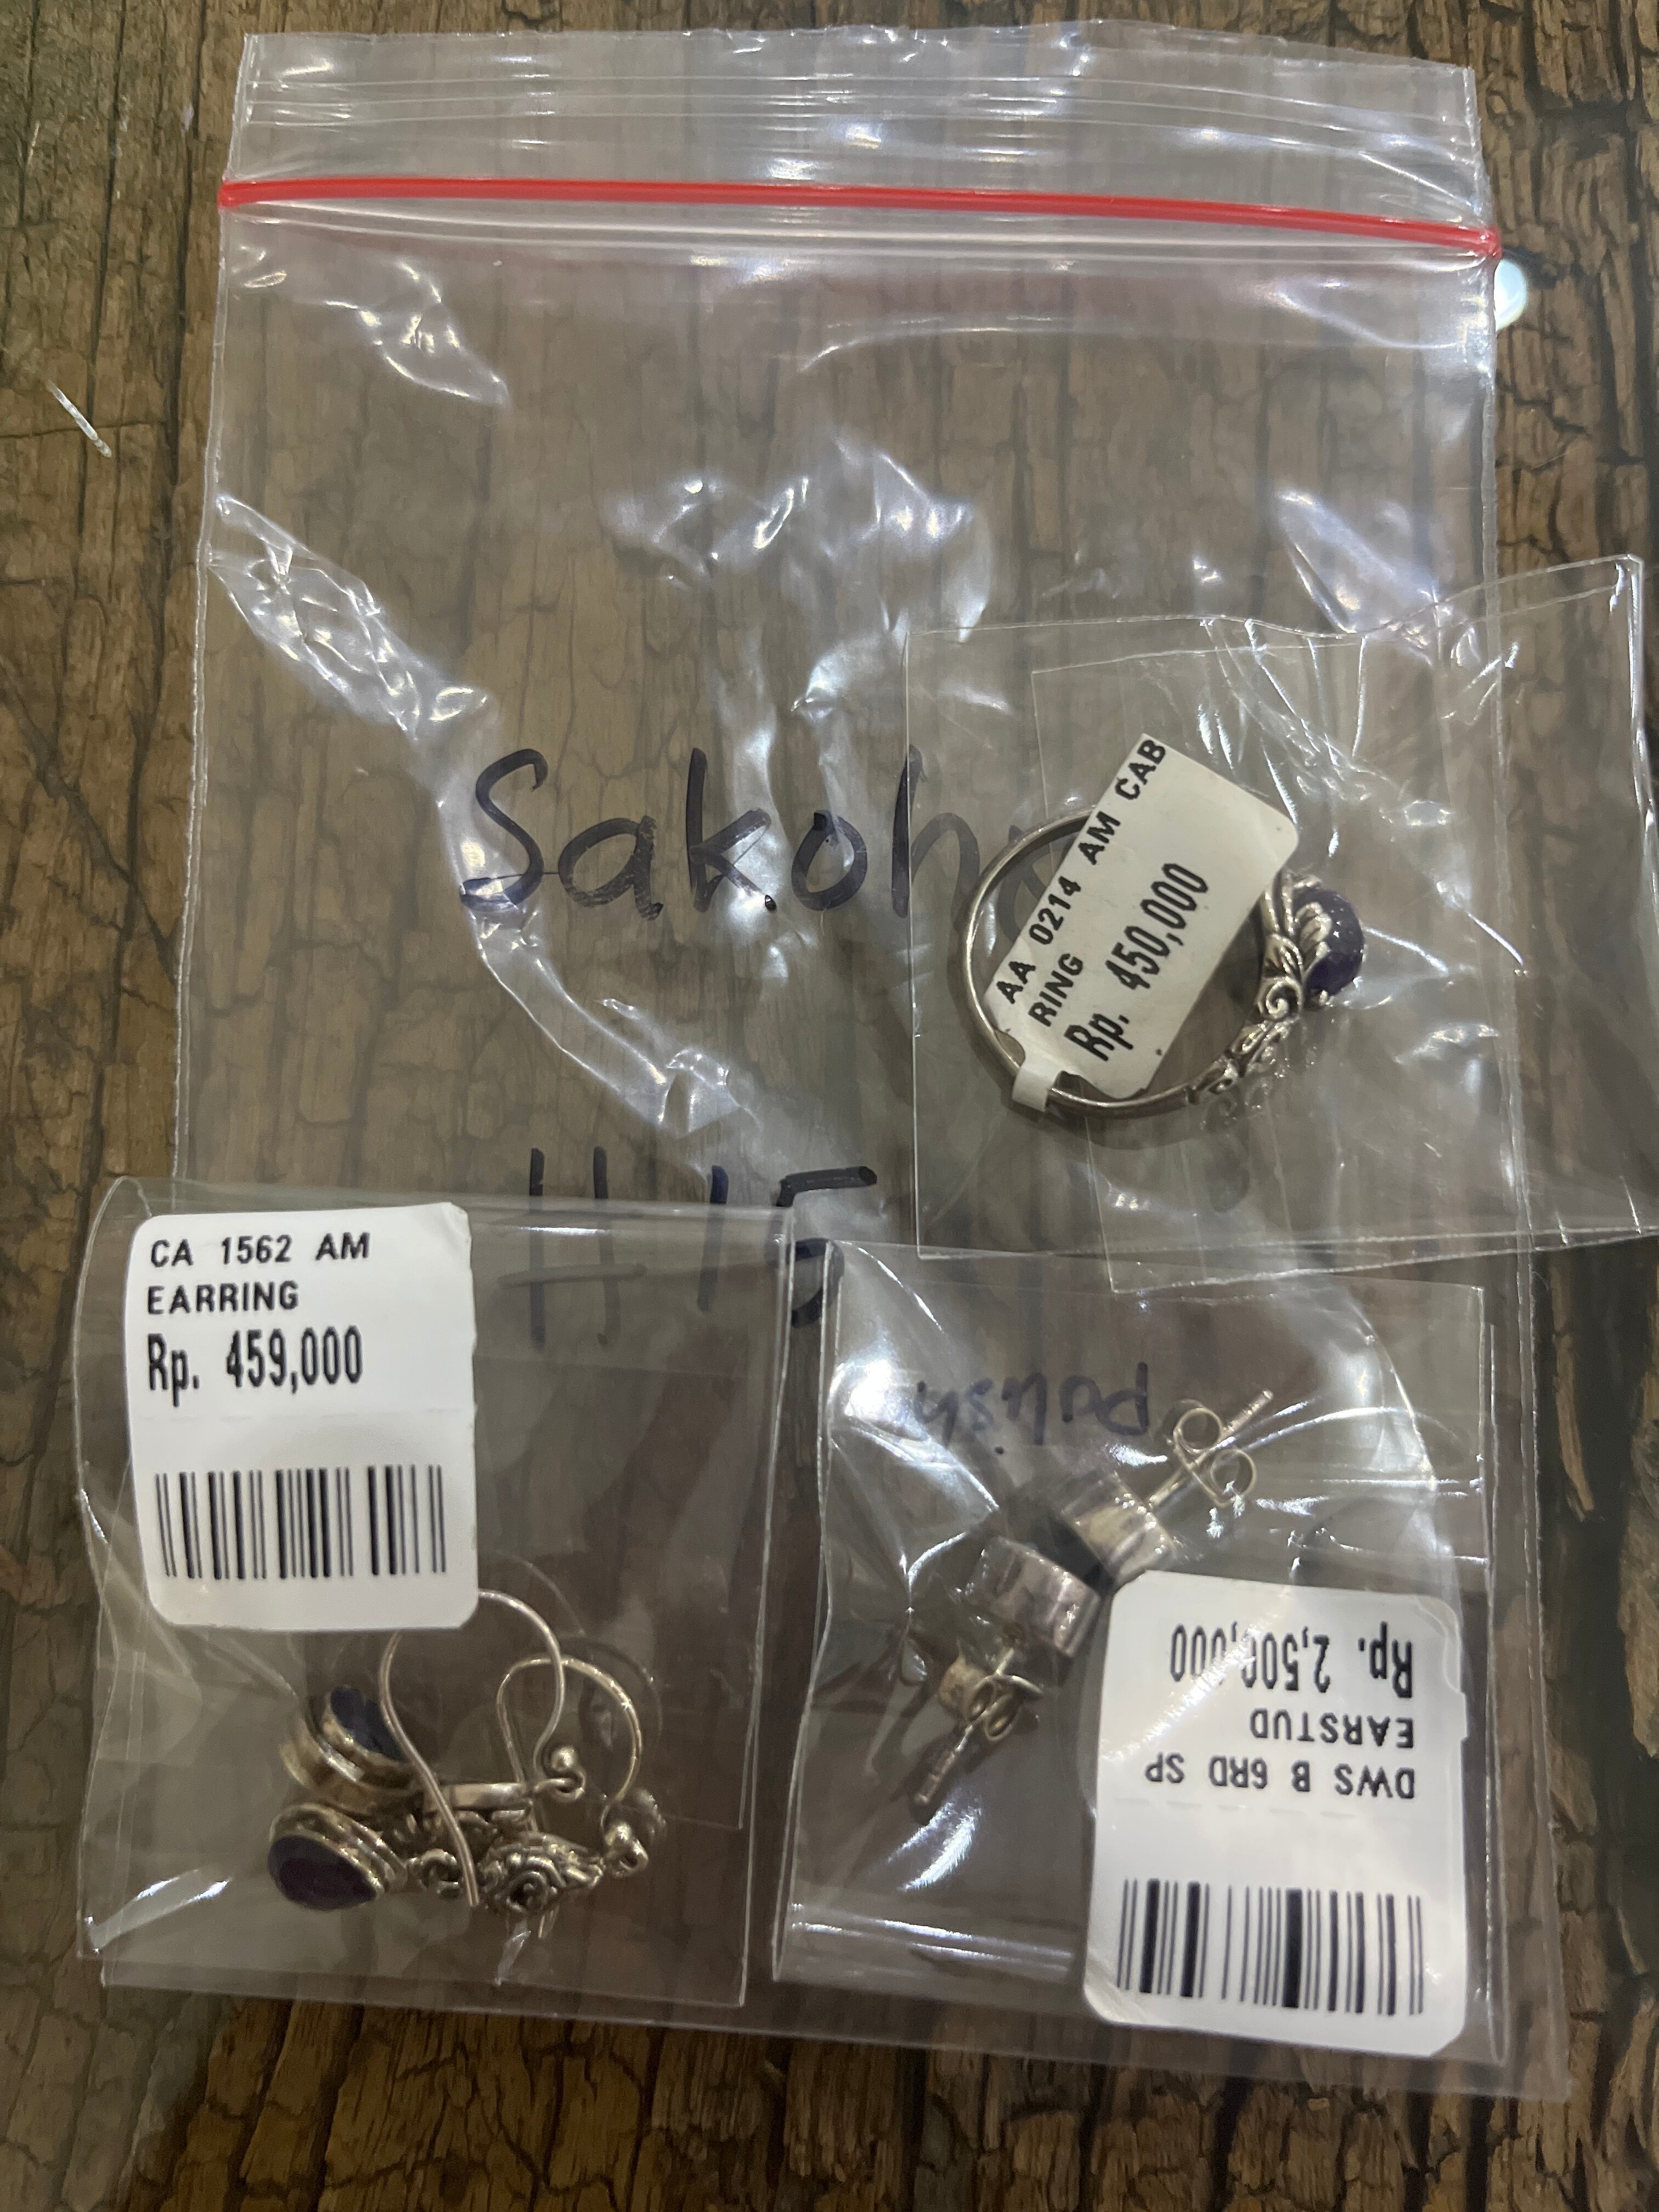 AA 0214 AM CAB
RING
Rp. 450,000
H15
CA 1562 AM
EARRING
Rp. 459,000
DWS B 6RD SP
EARSTUD
Rp. 2,500,000